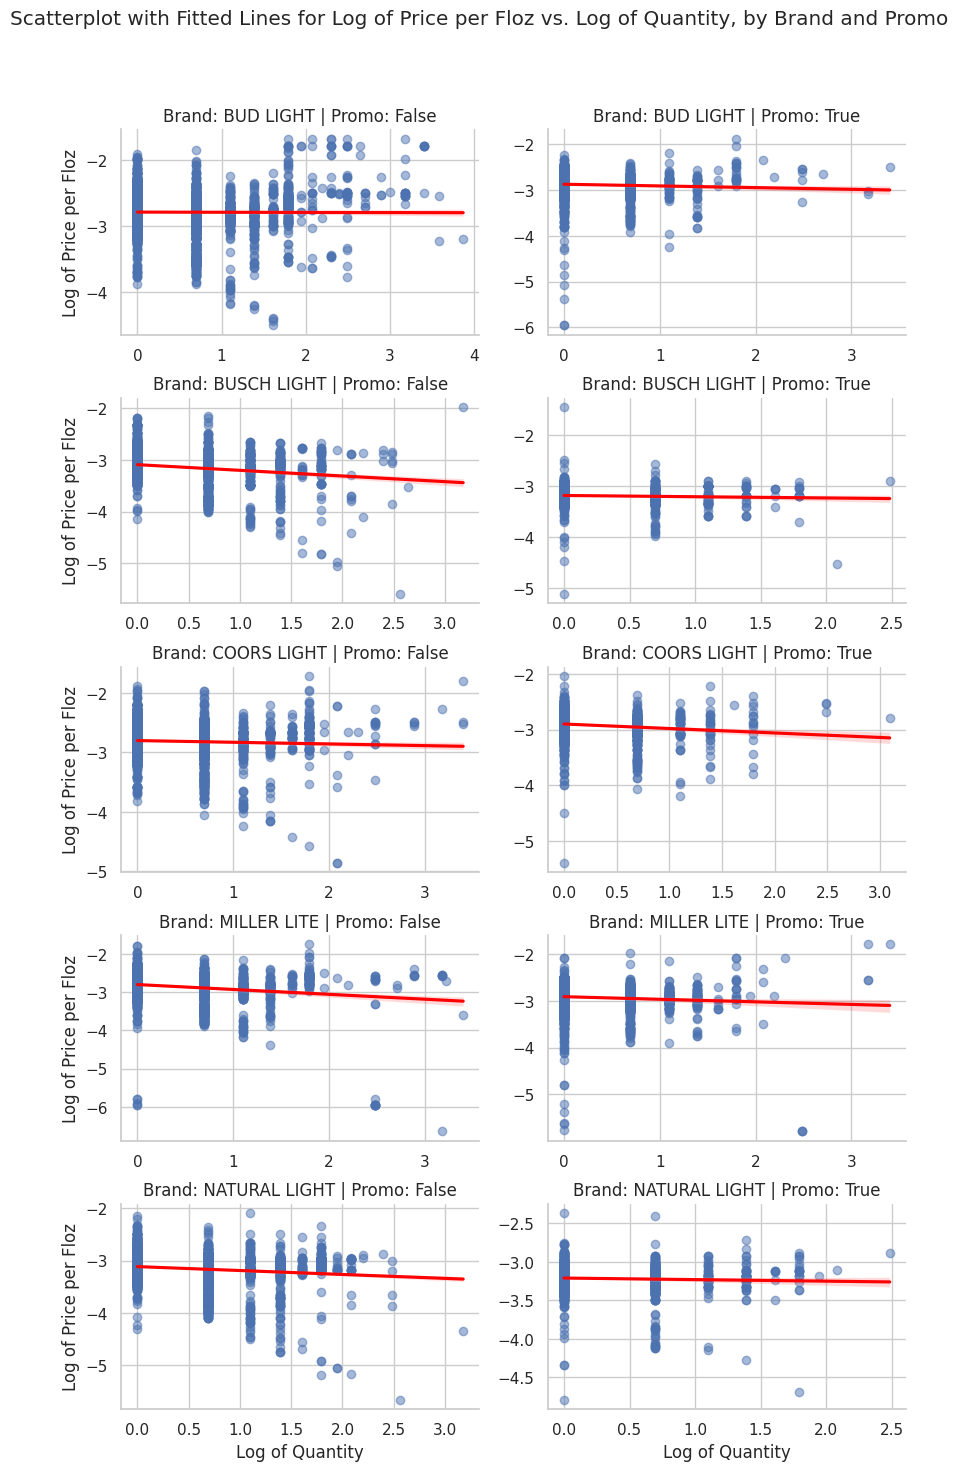 Scatterplot with Fitted Lines for Log of Price per Floz vs. Log of Quantity, by Brand and Promo
Brand: BUD LIGHT | Promo: False
Brand: BUD LIGHT | Promo: True
Log of Price per Floz
−2
−3
−4
0 1 2 3 4
−2
−3
−4
−5
−6
0 1 2 3
Brand: BUSCH LIGHT | Promo: False
Brand: BUSCH LIGHT | Promo: True
Log of Price per Floz
−2
−3
−4
−5
0.0 0.5 1.0 1.5 2.0 2.5 3.0
−2
−3
−4
−5
0.0 0.5 1.0 1.5 2.0 2.5
Brand: COORS LIGHT | Promo: False
Brand: COORS LIGHT | Promo: True
Log of Price per Floz
−2
−3
−4
−5
0 1 2 3
−2
−3
−4
−5
0.0 0.5 1.0 1.5 2.0 2.5 3.0
Brand: MILLER LITE | Promo: False
Brand: MILLER LITE | Promo: True
Log of Price per Floz
−2
−3
−4
−5
−6
0 1 2 3
−2
−3
−4
−5
0 1 2 3
Brand: NATURAL LIGHT | Promo: False
Brand: NATURAL LIGHT | Promo: True
Log of Price per Floz
−2
−3
−4
−5
0.0 0.5 1.0 1.5 2.0 2.5 3.0
Log of Quantity
−2.5
−3.0
−3.5
−4.0
−4.5
0.0 0.5 1.0 1.5 2.0 2.5
Log of Quantity